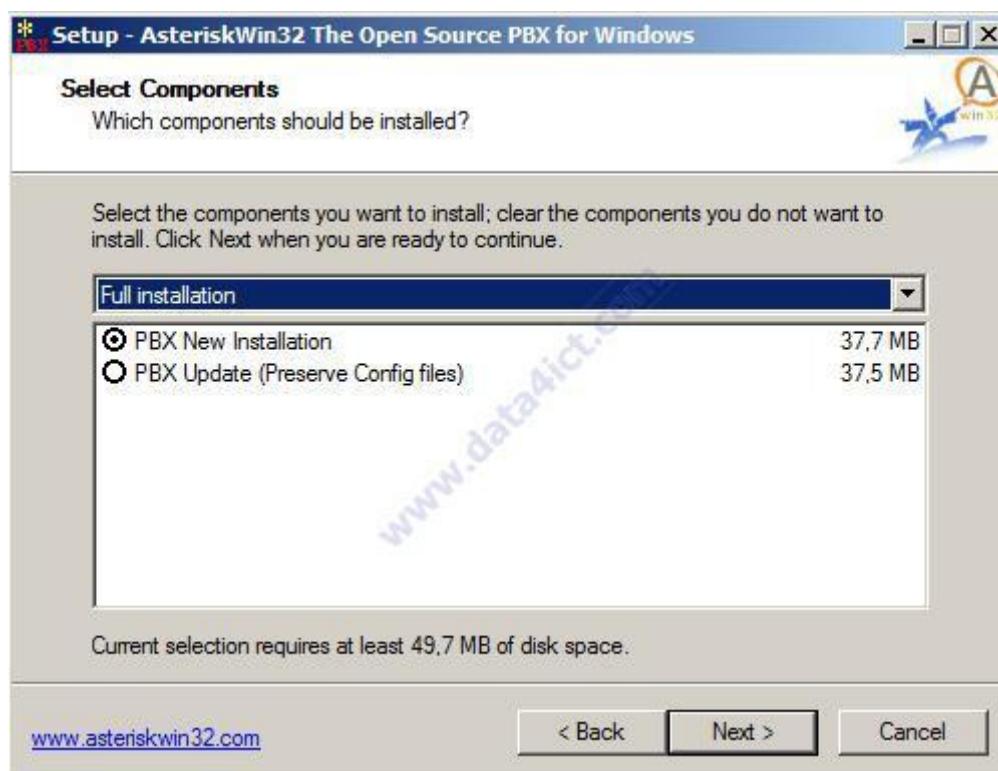 PBX
Setup - AsteriskWin32 The Open Source PBX for Windows
Select Components
Which components should be installed?
A
win 32
Select the components you want to install; clear the components you do not want to
install. Click Next when you are ready to continue.
Full installation
PBX New Installation 37,7 MB
PBX Update (Preserve Config files) 37,5 MB
www.data4ict.com
Current selection requires at least 49,7 MB of disk space.
www.asteriskwin32.com
< Back
Next >
Cancel